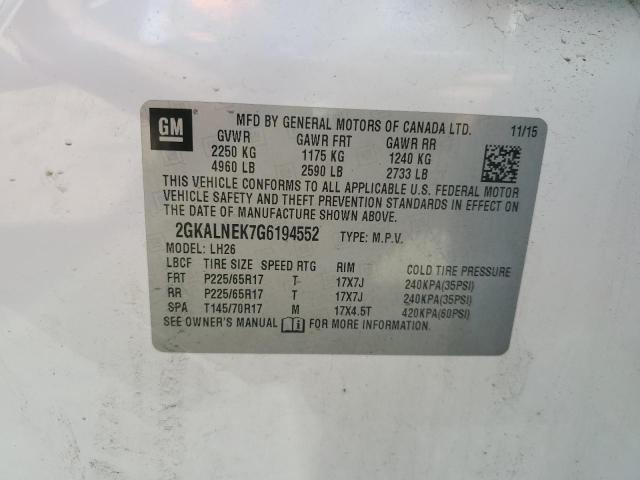 GM
MFD BY GENERAL MOTORS OF CANADA LTD. 11/15
GVWR GAWR FRT GAWR RR
2250 KG 1175 KG 1240 KG
4960 LB 2590 LB 2733 LB
THIS VEHICLE CONFORMS TO ALL APPLICABLE U.S. FEDERAL MOTOR
VEHICLE SAFETY AND THEFT PREVENTION STANDARDS IN EFFECT ON
THE DATE OF MANUFACTURE SHOWN ABOVE.
2GKALNEK7G6194552 TYPE: M.P.V.
MODEL: LH26
LBCF TIRE SIZE SPEED RTG RIM COLD TIRE PRESSURE
FRT P225/65R17 T 17X7J 240KPA(35PSI)
RR P225/65R17 T 17X7J 240KPA(35PSI)
SPA T145/70R17 M 17X4.5T 420KPA(60PSI)
SEE OWNER'S MANUAL FOR MORE INFORMATION.